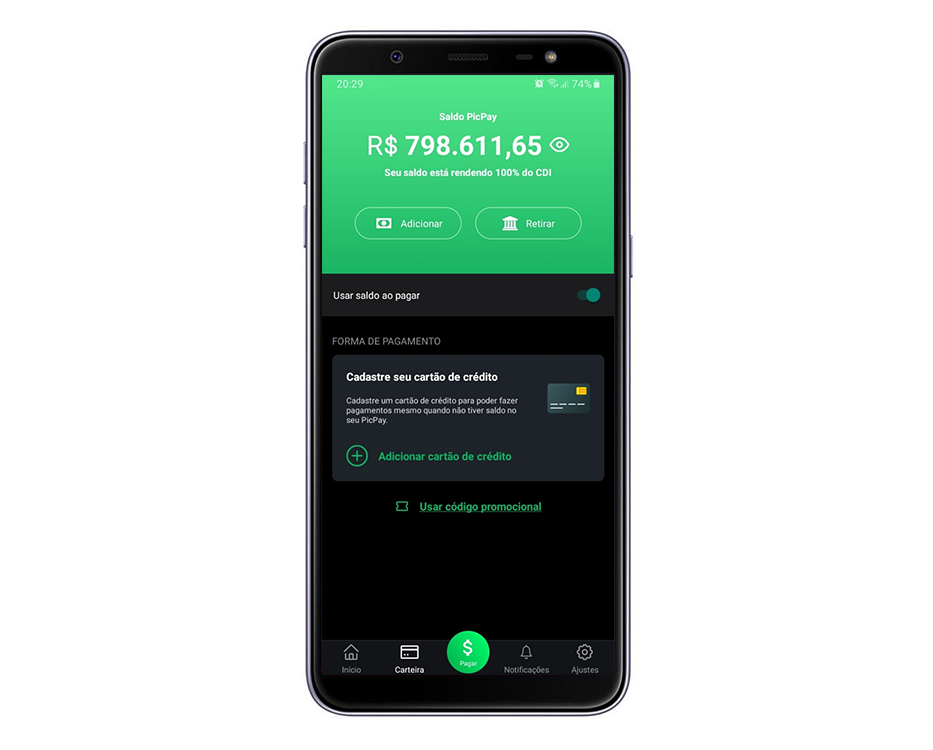 20:29 74%
Saldo PicPay
R$ 798.611,65
Seu saldo está rendendo 100% do CDI
Adicionar Retirar
Usar saldo ao pagar
FORMA DE PAGAMENTO
Cadastre seu cartão de crédito
Cadastre um cartão de crédito para poder fazer
pagamentos mesmo quando não tiver saldo no
seu PicPay.
Adicionar cartão de crédito
Usar código promocional
$
Início Carteira Pagar Notificações Ajustes